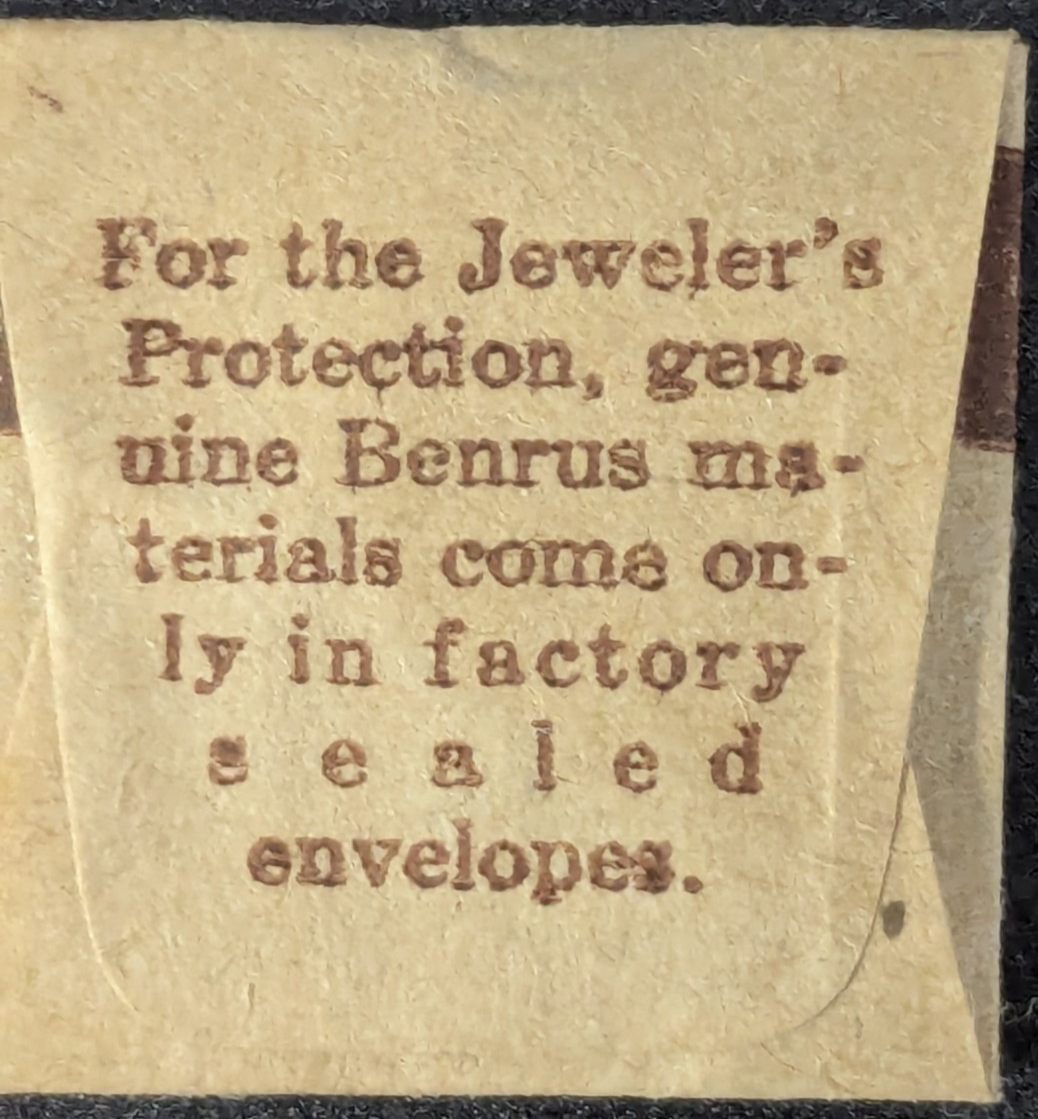 For the Jeweler's
Protection, gen-
uine Benrus ma-
terials come on-
ly in factory
s e a l e d
envelopes.